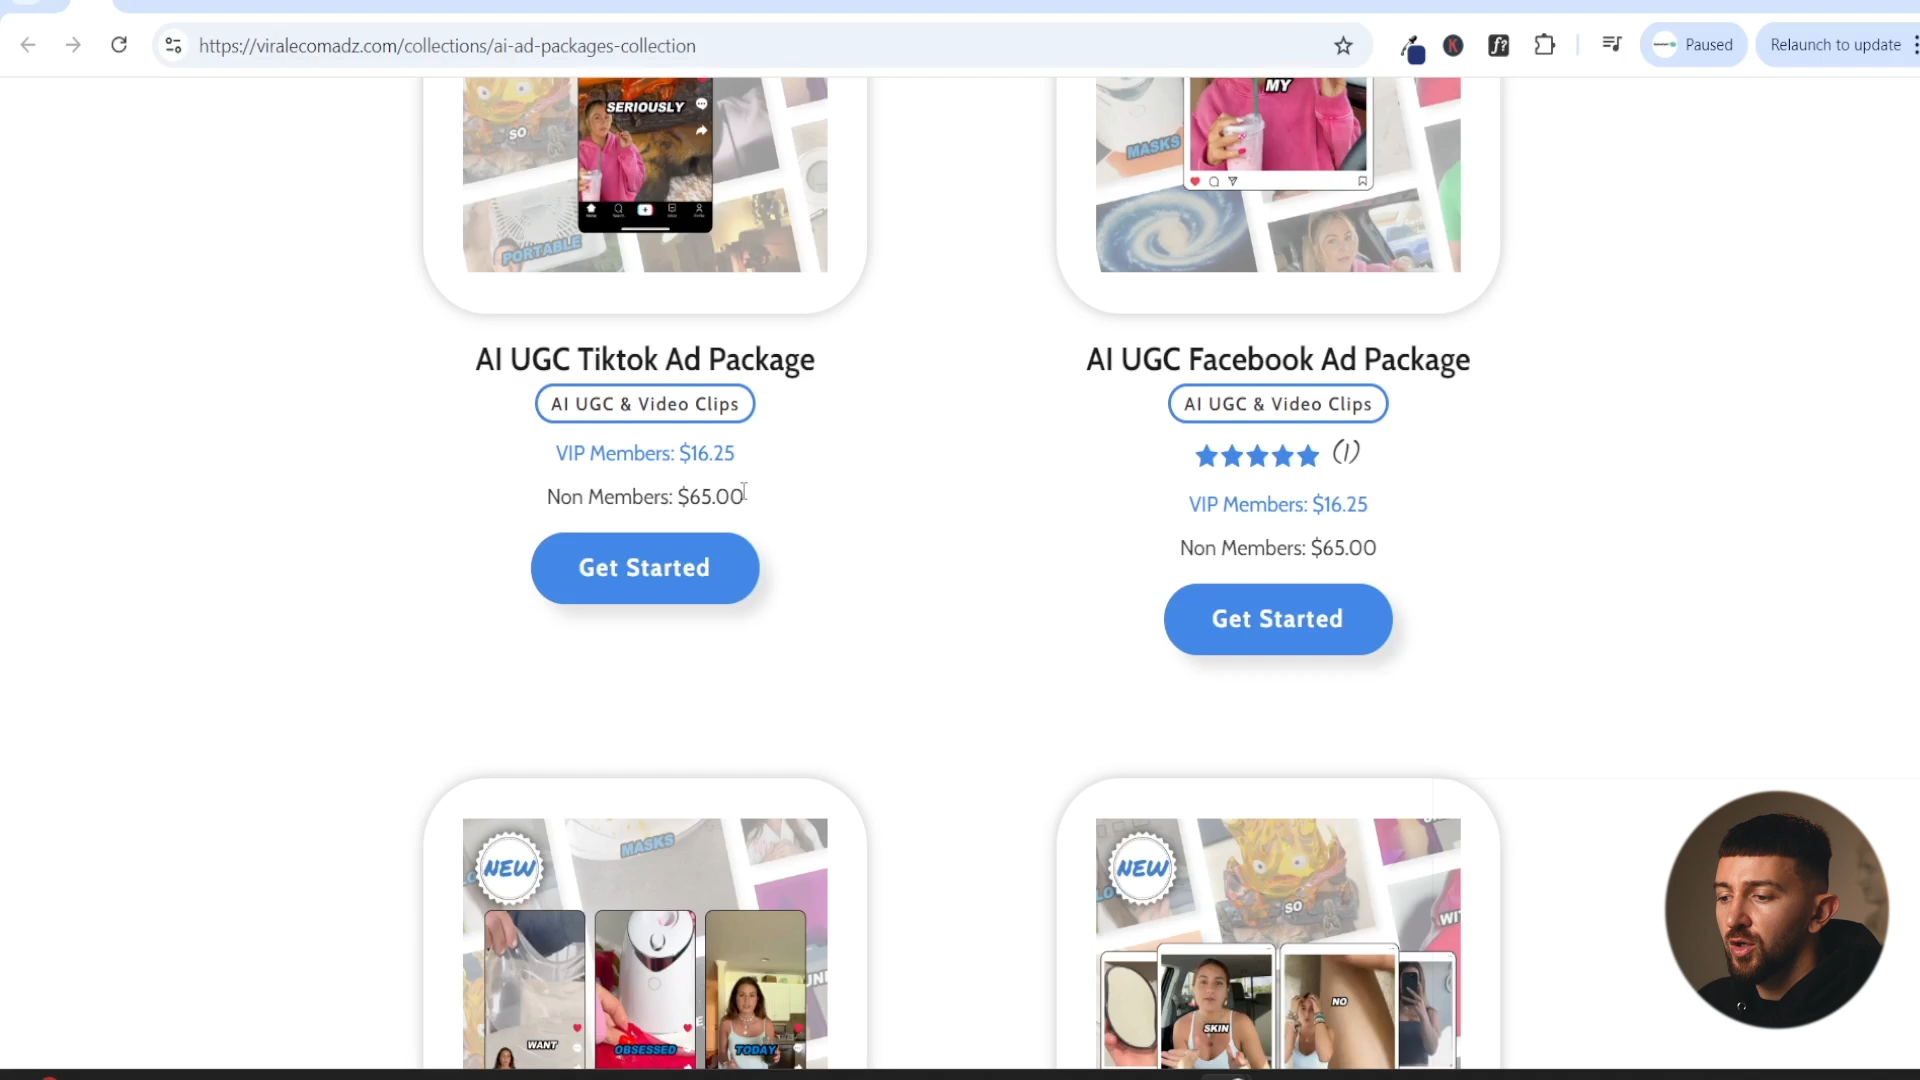 https://viralecomadz.com/collections/ai-ad-packages-collection
Paused
Relaunch to update
SERIOUSLY
SO
PORTABLE
MY
MASKS
AI UGC Tiktok Ad Package
AI UGC & Video Clips
VIP Members: $16.25
Non Members: $65.00
Get Started
AI UGC Facebook Ad Package
AI UGC & Video Clips
(1)
VIP Members: $16.25
Non Members: $65.00
Get Started
NEW
MASKS
WANT
OBSESSED
TODAY
NEW
SO
SKIN
NO